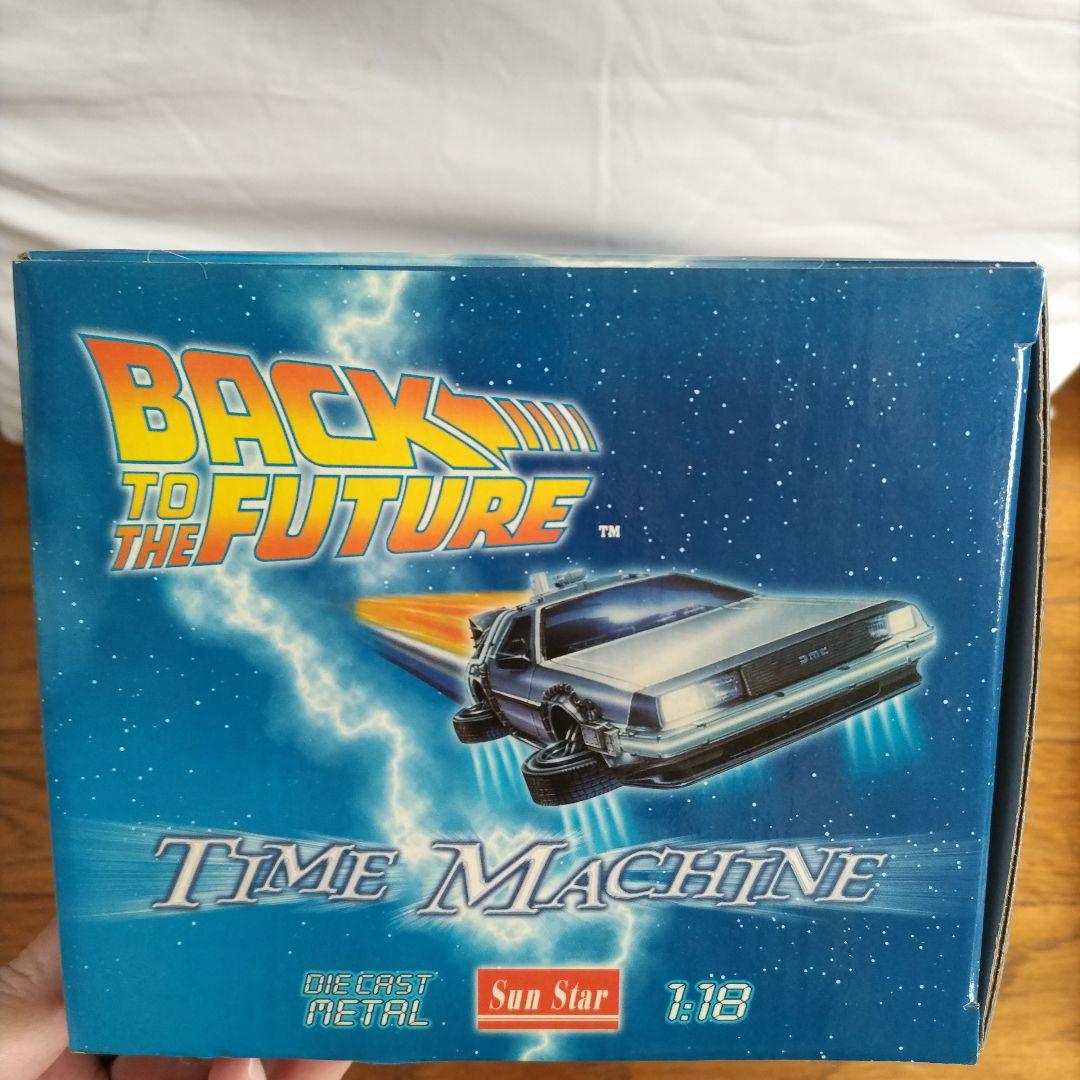 BACK
TO
THE FUTURE ™
DMC
TIME MACHINE
DIE CAST
METAL
Sun Star
1:18